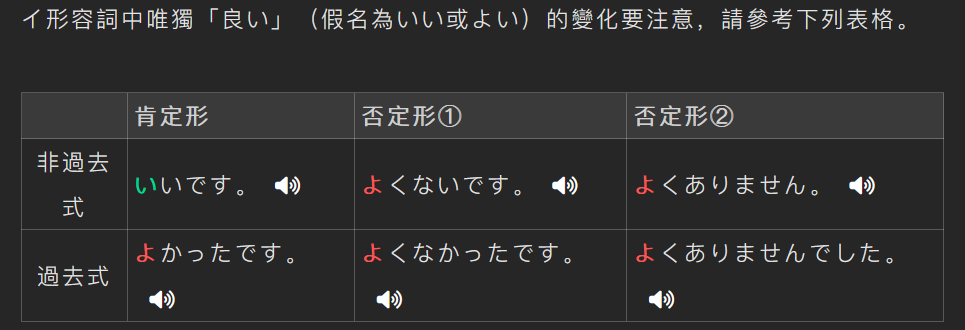 イ形容詞中唯獨「良い」（假名為いい或よい）的變化要注意，請參考下列表格。
肯定形
否定形①
否定形②
非過去
式
いいです。
よくないです。
よくありません。
過去式
よかったです。
よくなかったです。
よくありませんでした。